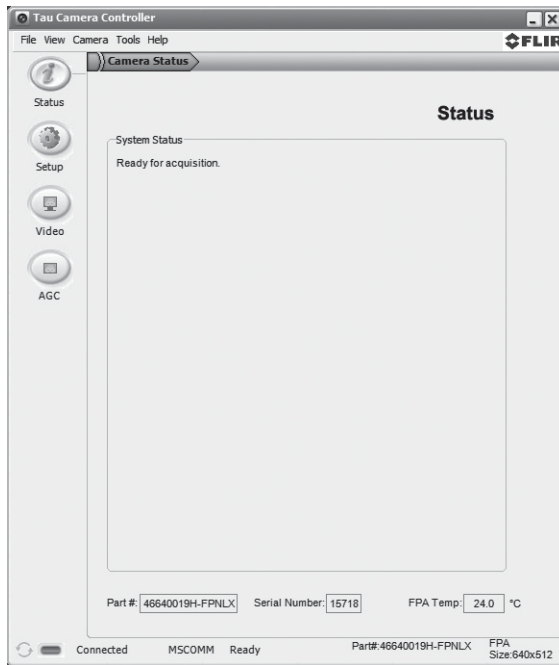 Tau Camera Controller
File View Camera Tools Help
FLIR
Camera Status
Status
Setup
Video
AGC
Status
System Status
Ready for acquisition.
Part #: 46640019H-FPNLX Serial Number: 15718 FPA Temp: 24.0 °C
Connected MSCOMM Ready Part#:46640019H-FPNLX FPA
Size:640x512